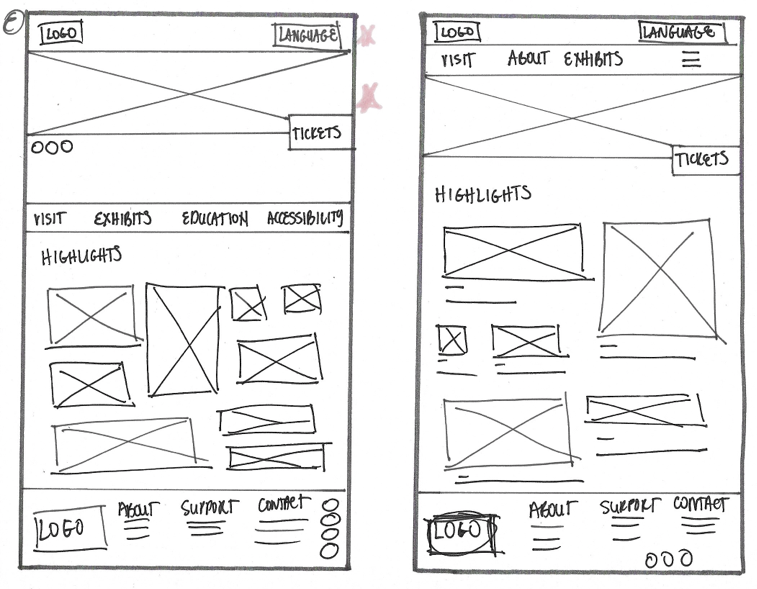 LOGO LANGUAGE
TICKETS
VISIT EXHIBITS EDUCATION ACCESSIBILITY
HIGHLIGHTS
LOGO ABOUT SUPPORT CONTACT
LOGO LANGUAGE
VISIT ABOUT EXHIBITS
TICKETS
HIGHLIGHTS
LOGO ABOUT SUPPORT CONTACT